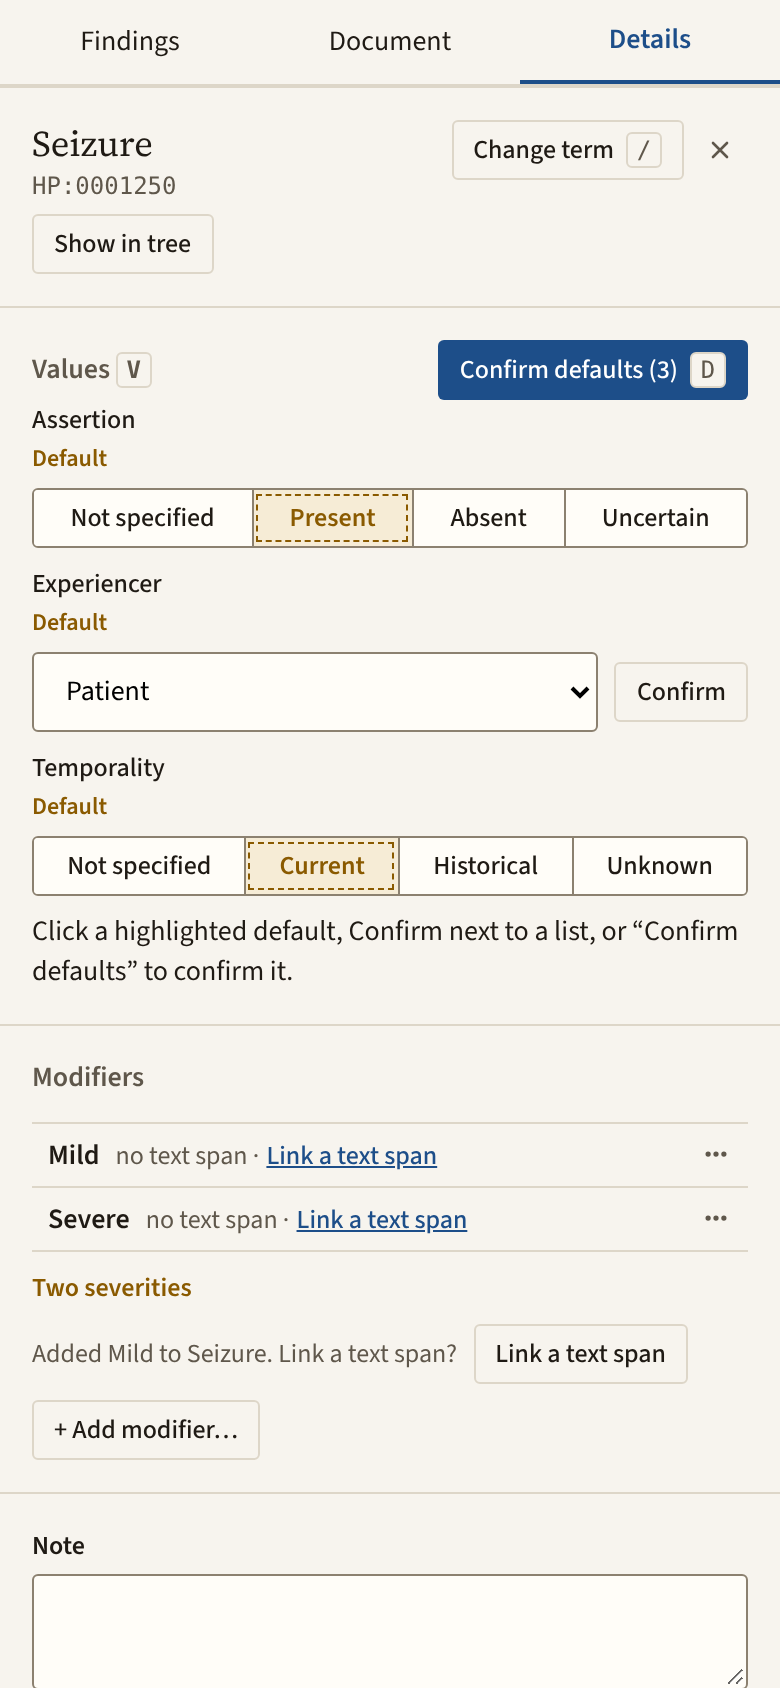 Findings Document Details
Seizure Change term / ×
HP:0001250
Show in tree
Values V Confirm defaults (3) D
Assertion
Default
Not specified Present Absent Uncertain
Experiencer
Default
Patient Confirm
Temporality
Default
Not specified Current Historical Unknown
Click a highlighted default, Confirm next to a list, or “Confirm
defaults” to confirm it.
Modifiers
Mild no text span · Link a text span ···
Severe no text span · Link a text span ···
Two severities
Added Mild to Seizure. Link a text span? Link a text span
+ Add modifier…
Note